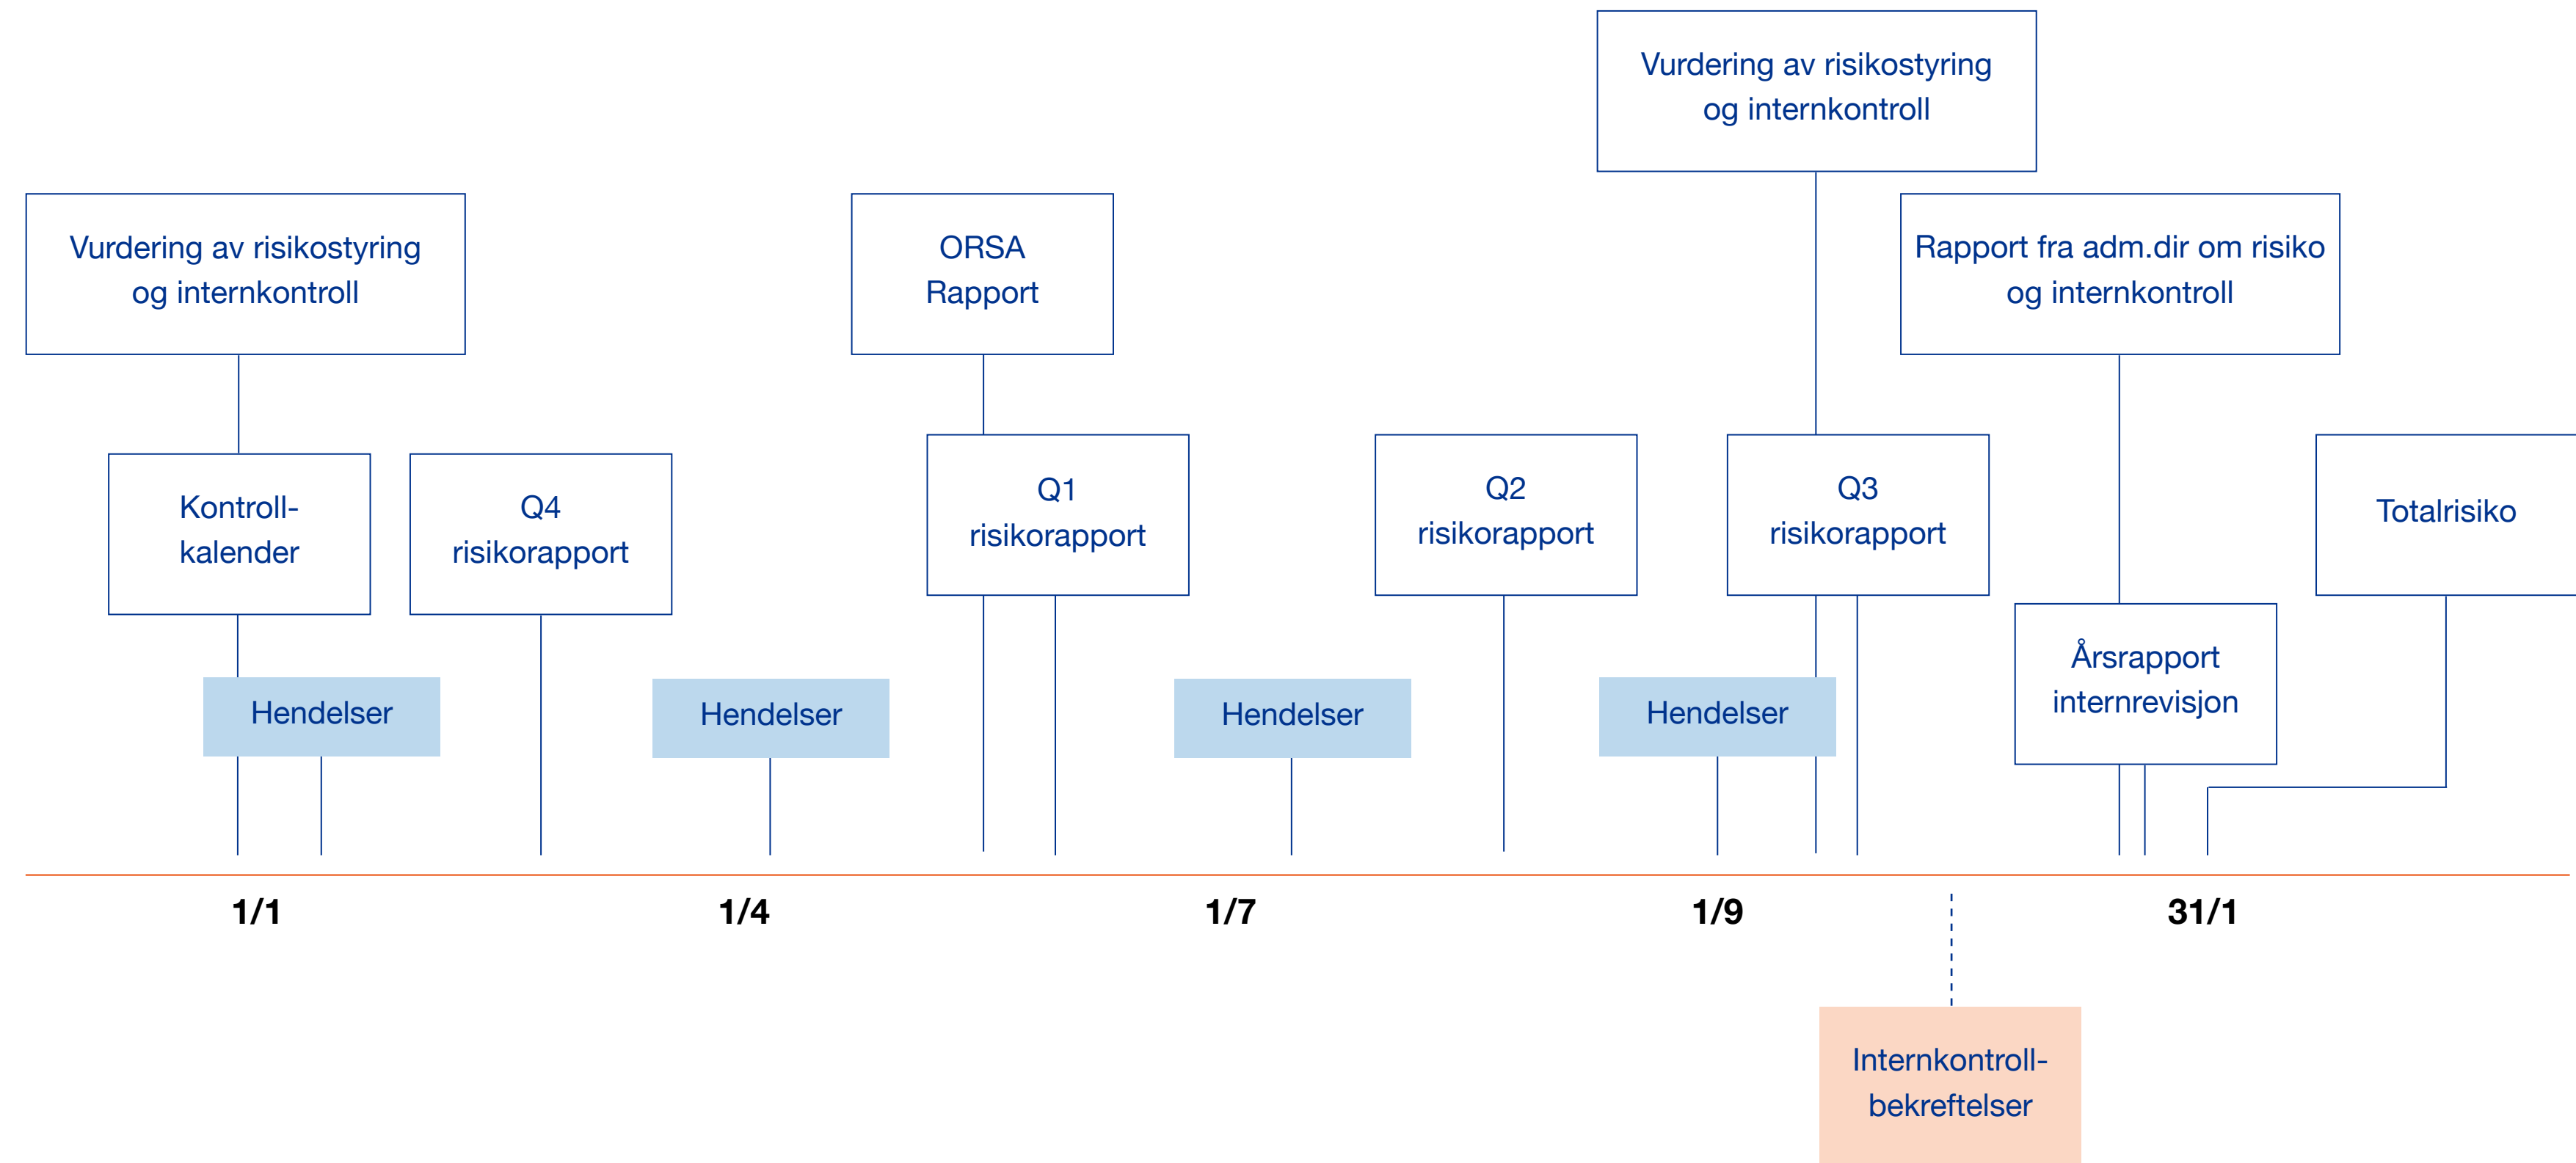 Vurdering av risikostyring
og internkontroll
Vurdering av risikostyring
og internkontroll
ORSA
Rapport
Rapport fra adm.dir om risiko
og internkontroll
Kontroll-
kalender
Q4
risikorapport
Q1
risikorapport
Q2
risikorapport
Q3
risikorapport
Totalrisiko
Årsrapport
internrevisjon
Hendelser
Hendelser
Hendelser
Hendelser
1/1
1/4
1/7
1/9
31/1
Internkontroll-
bekreftelser